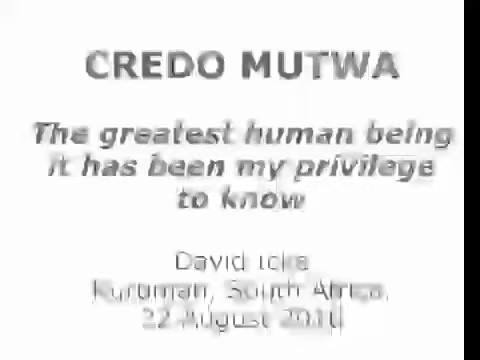 CREDO MUTWA
The greatest human being
it has been my privilege
to know
David Icke
Kuruman, South Africa,
22 August 2010